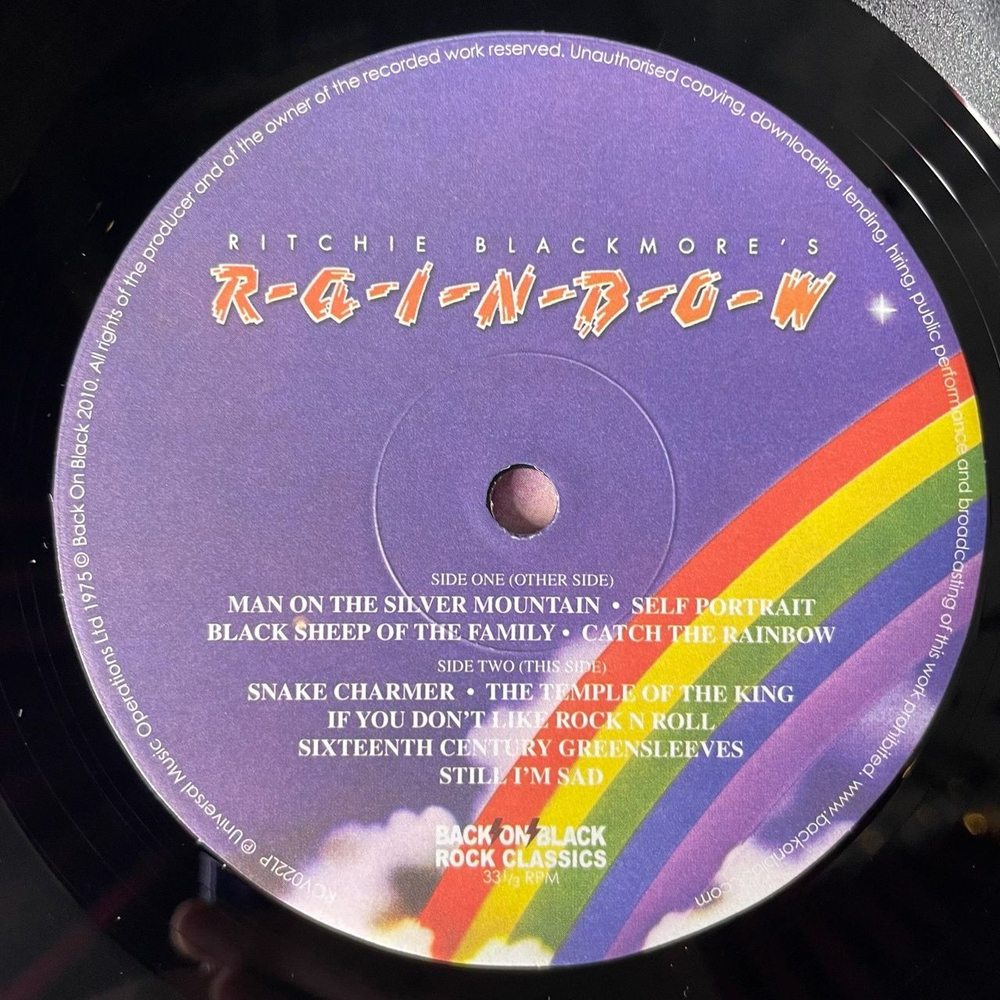 RITCHIE BLACKMORE'S
R-A-I-N-B-O-W
SIDE ONE (OTHER SIDE)
MAN ON THE SILVER MOUNTAIN • SELF PORTRAIT
BLACK SHEEP OF THE FAMILY • CATCH THE RAINBOW
SIDE TWO (THIS SIDE)
SNAKE CHARMER • THE TEMPLE OF THE KING
IF YOU DON'T LIKE ROCK N ROLL
SIXTEENTH CENTURY GREENSLEEVES
STILL I'M SAD
BACK ON BLACK
ROCK CLASSICS
33 1/3 RPM
RCV022LP ℗ Universal Music Operations Ltd 1975 © Back On Black 2010. All rights of the producer and of the owner of the recorded work reserved. Unauthorised copying, downloading, lending, hiring, public performance and broadcasting of this work prohibited. www.backonblack.com